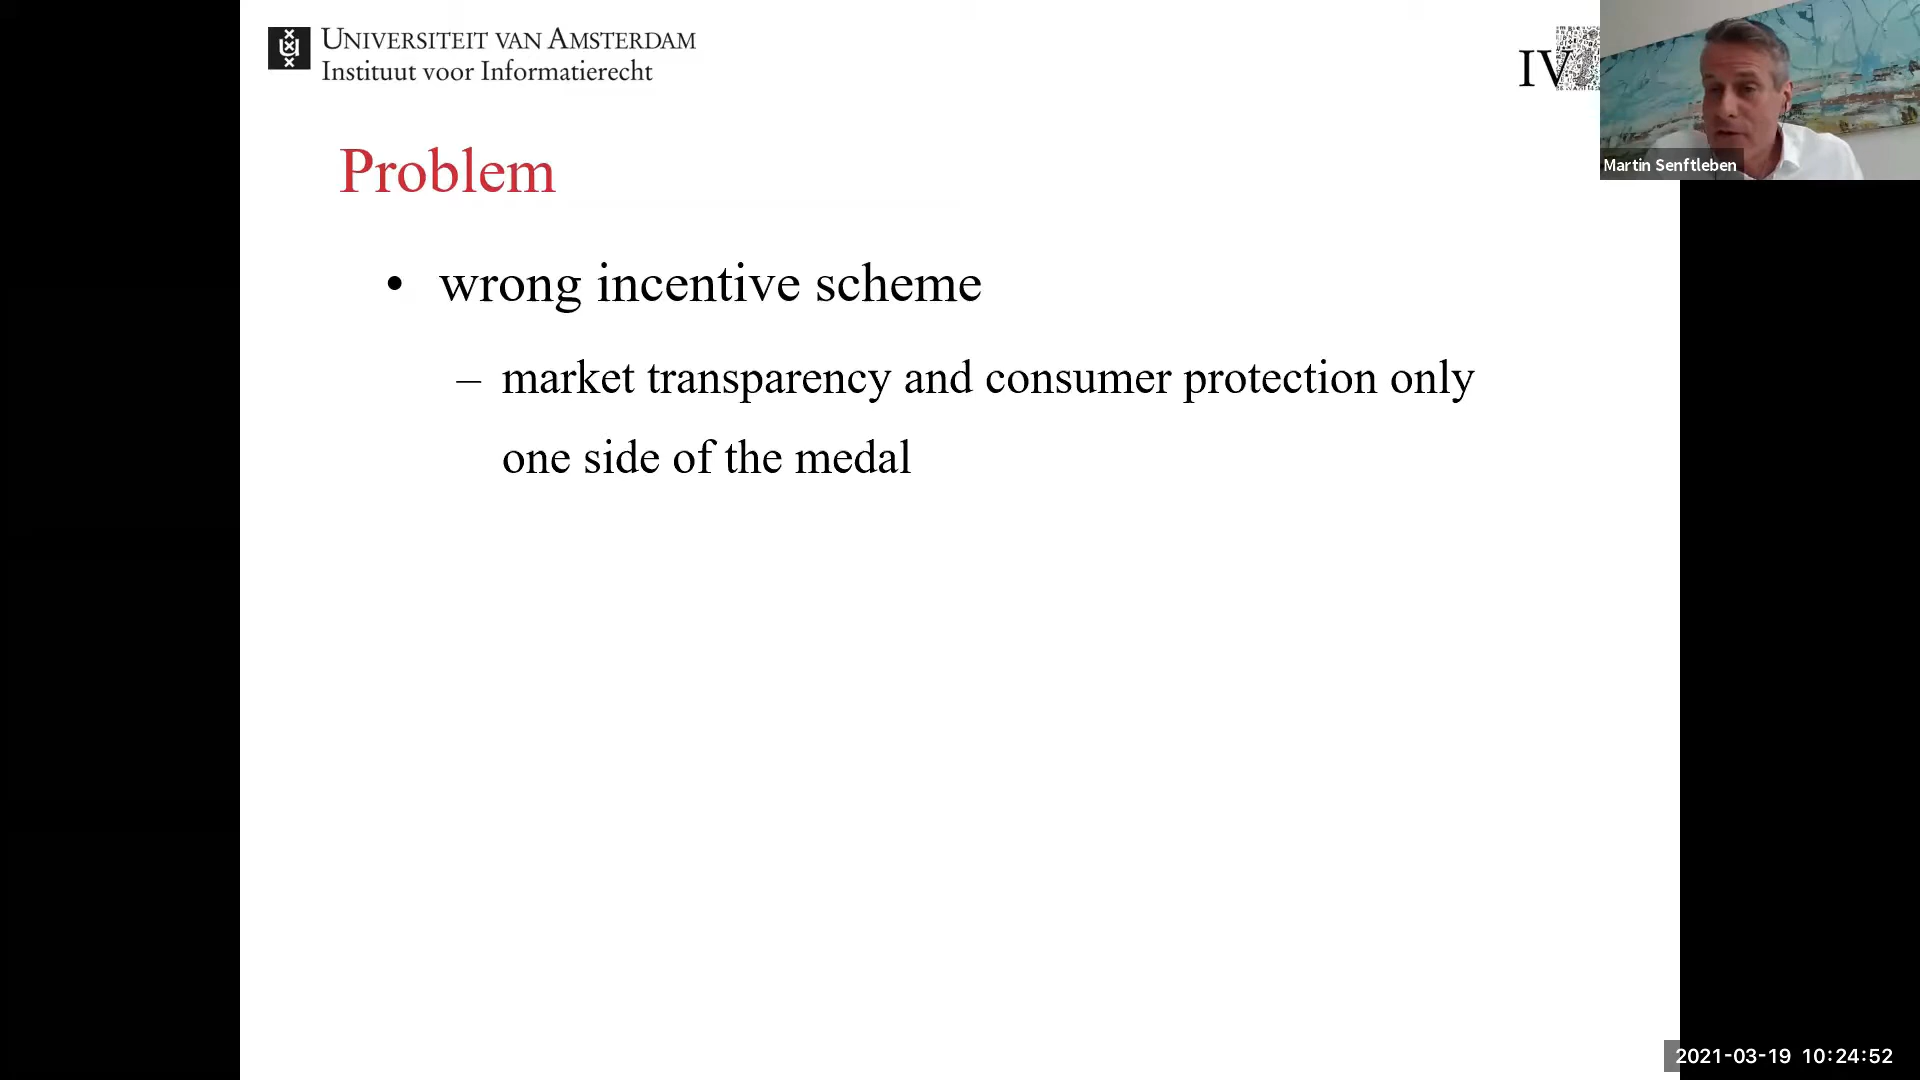 UNIVERSITEIT VAN AMSTERDAM
Instituut voor Informatierecht
IV
Martin Senftleben
Problem
• wrong incentive scheme
– market transparency and consumer protection only
one side of the medal
2021-03-19 10:24:52